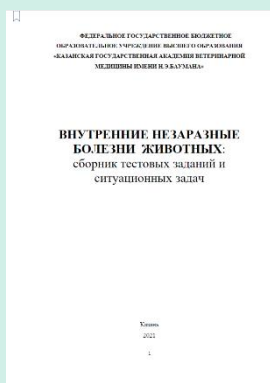 ФЕДЕРАЛЬНОЕ ГОСУДАРСТВЕННОЕ БЮДЖЕТНОЕ
ОБРАЗОВАТЕЛЬНОЕ УЧРЕЖДЕНИЕ ВЫСШЕГО ОБРАЗОВАНИЯ
«КАЗАНСКАЯ ГОСУДАРСТВЕННАЯ АКАДЕМИЯ ВЕТЕРИНАРНОЙ
МЕДИЦИНЫ ИМЕНИ Н.Э.БАУМАНА»
ВНУТРЕННИЕ НЕЗАРАЗНЫЕ
БОЛЕЗНИ ЖИВОТНЫХ:
сборник тестовых заданий и
ситуационных задач
Казань
2021
1